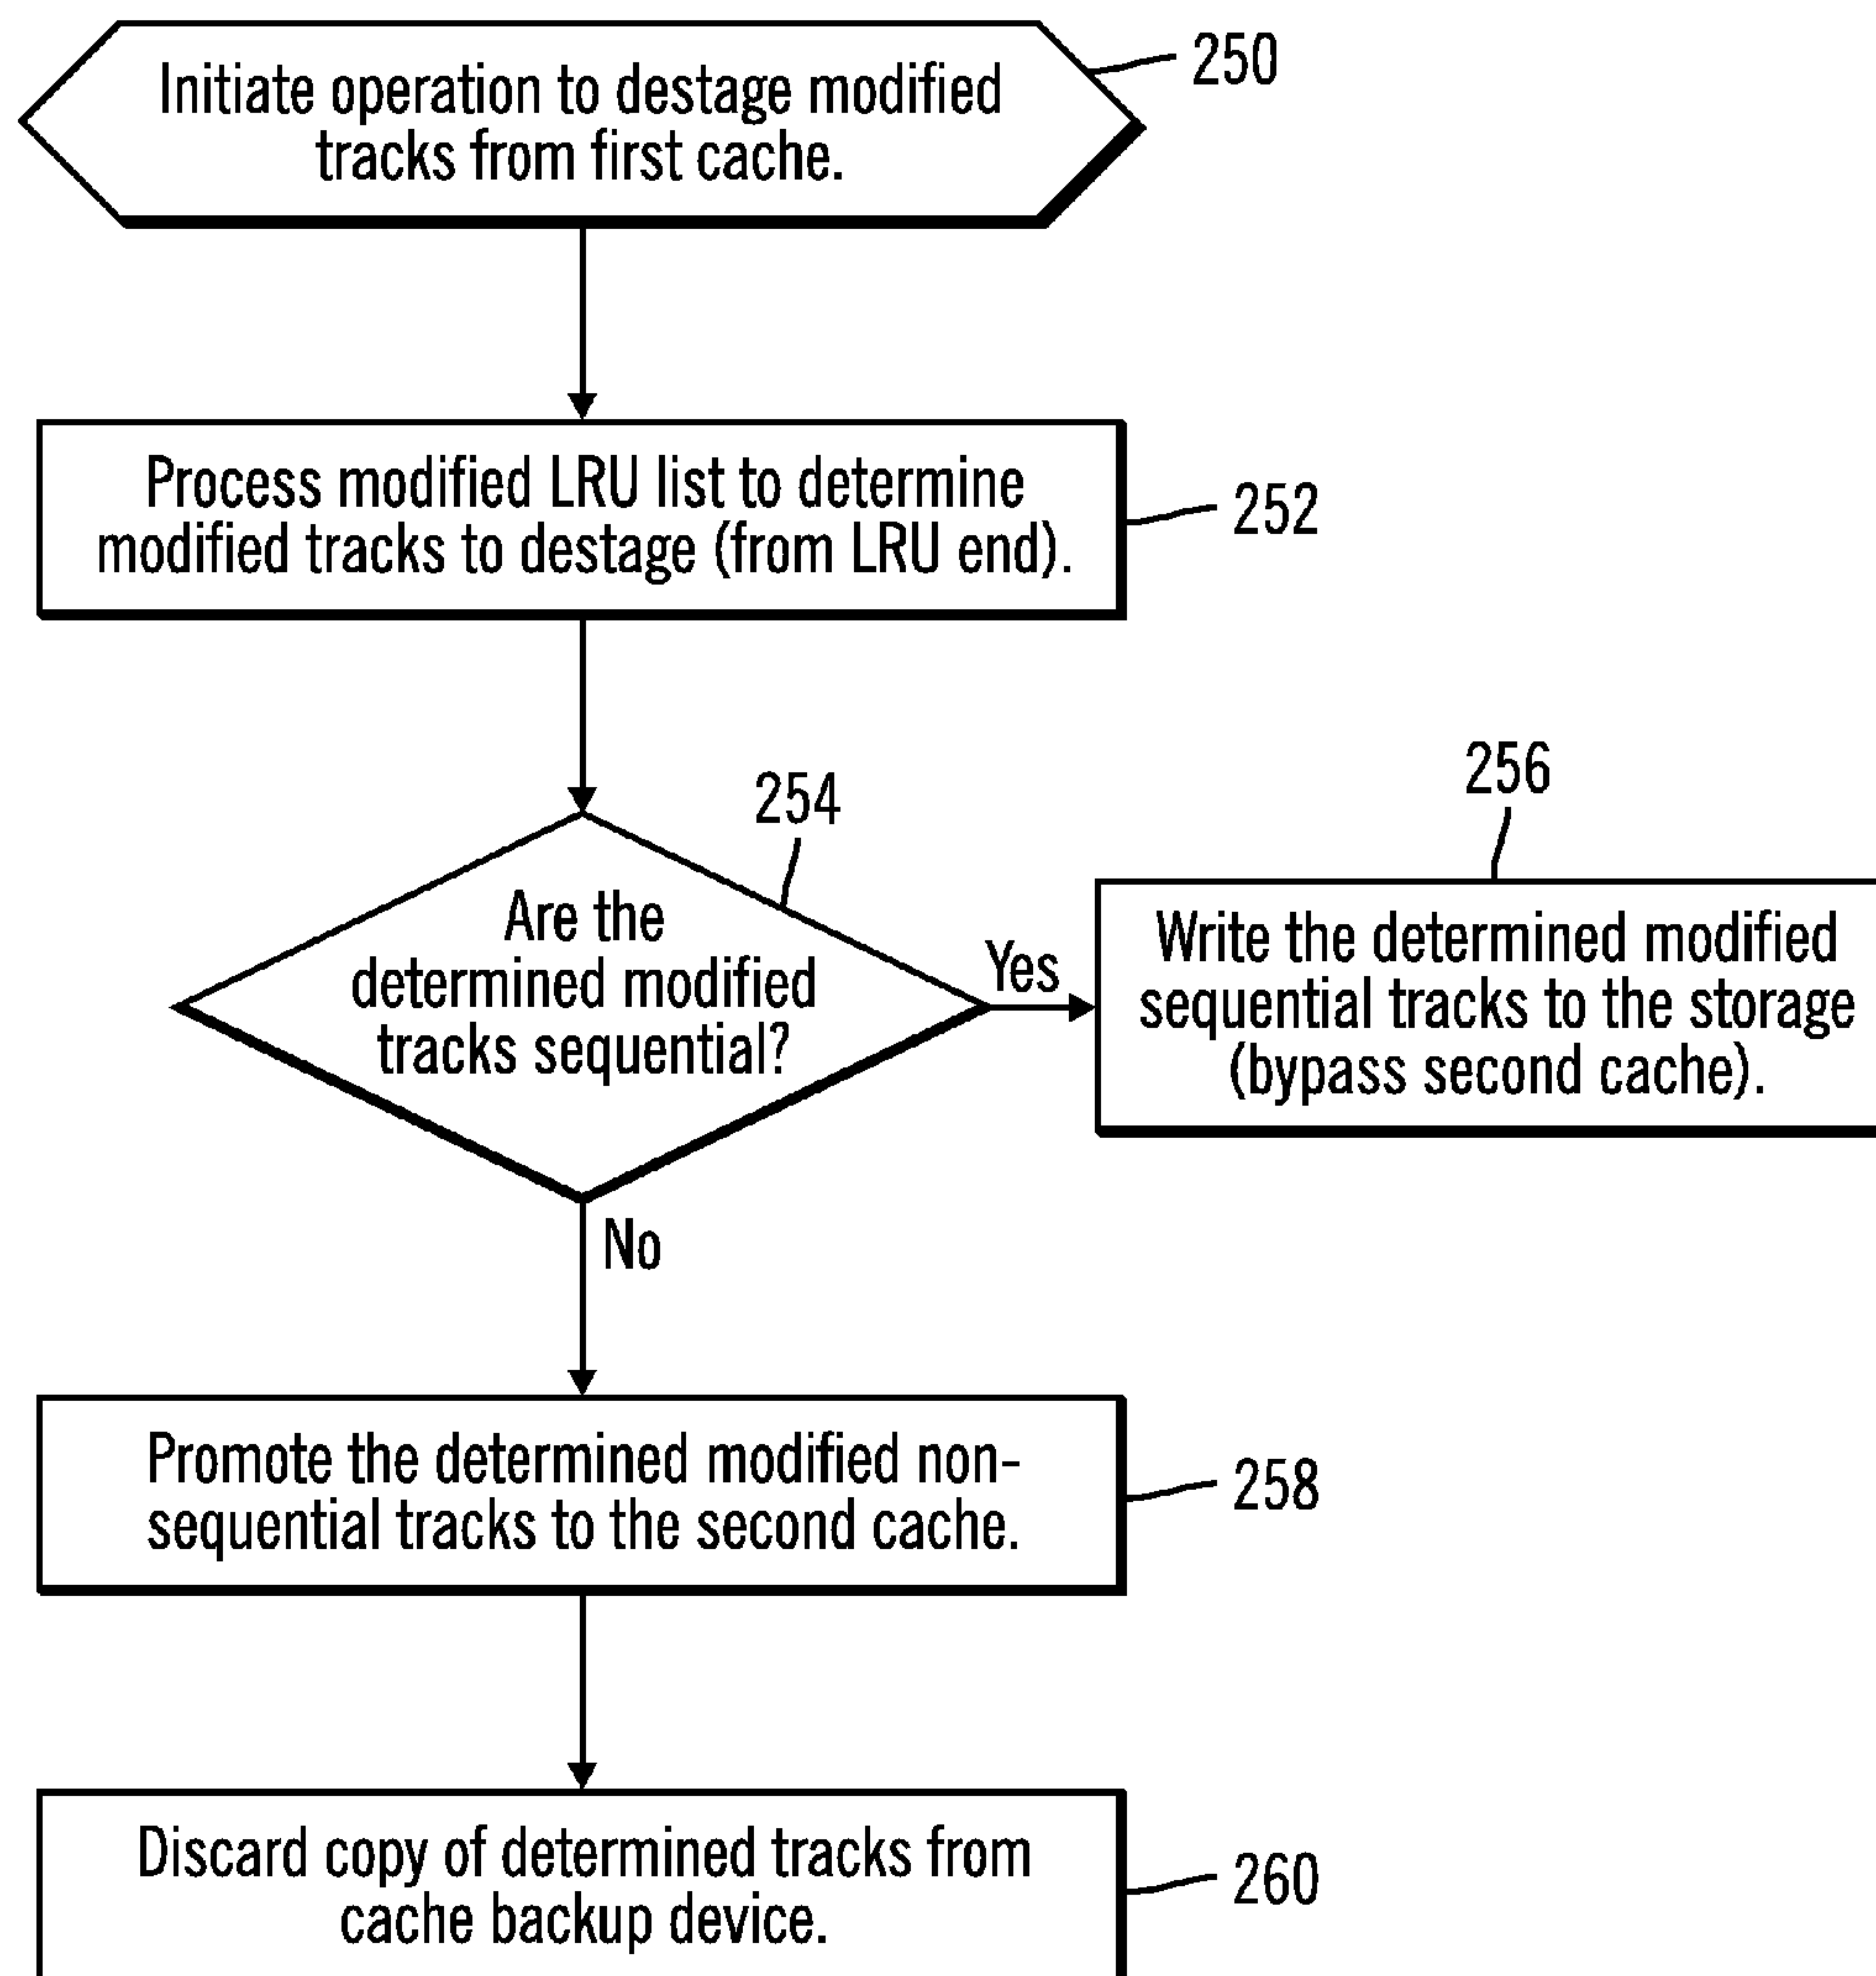 Initiate operation to destage modified
tracks from first cache.
250
Process modified LRU list to determine
modified tracks to destage (from LRU end).
252
254
Are the
determined modified
tracks sequential?
Yes
256
Write the determined modified
sequential tracks to the storage
(bypass second cache).
No
Promote the determined modified non-
sequential tracks to the second cache.
258
Discard copy of determined tracks from
cache backup device.
260